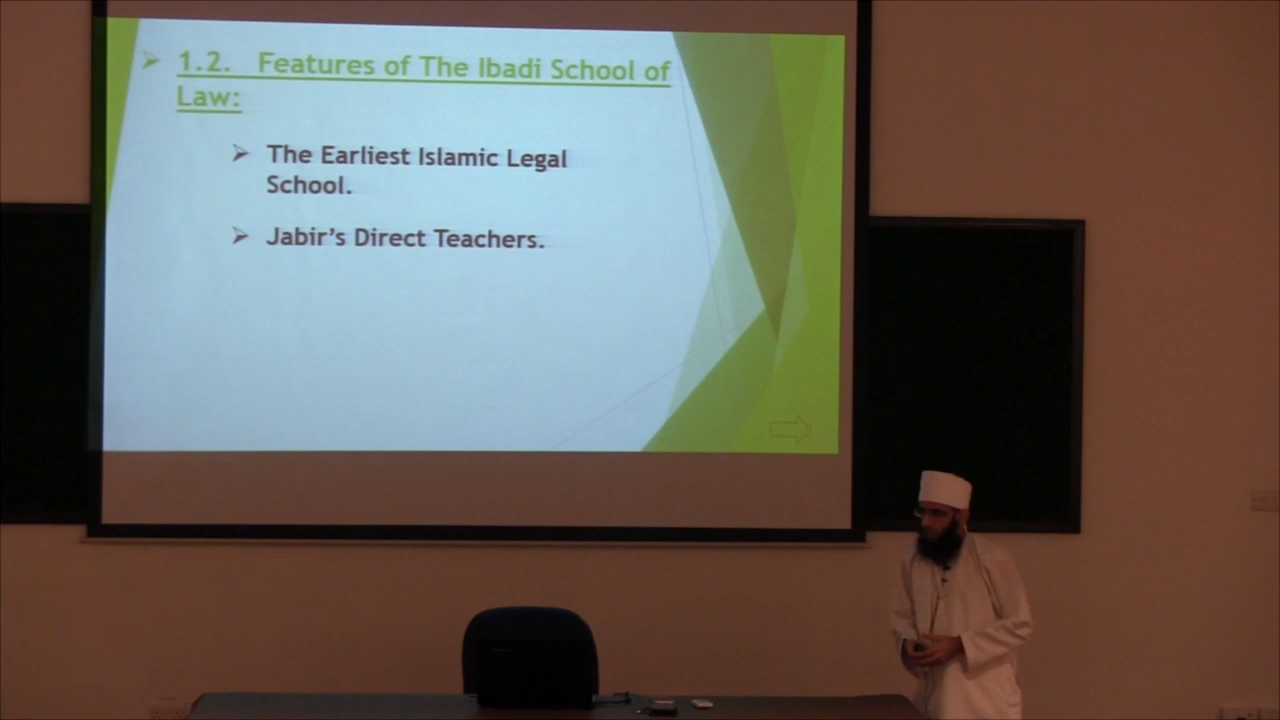 1.2. Features of The Ibadi School of
Law:
The Earliest Islamic Legal
School.
Jabir’s Direct Teachers.